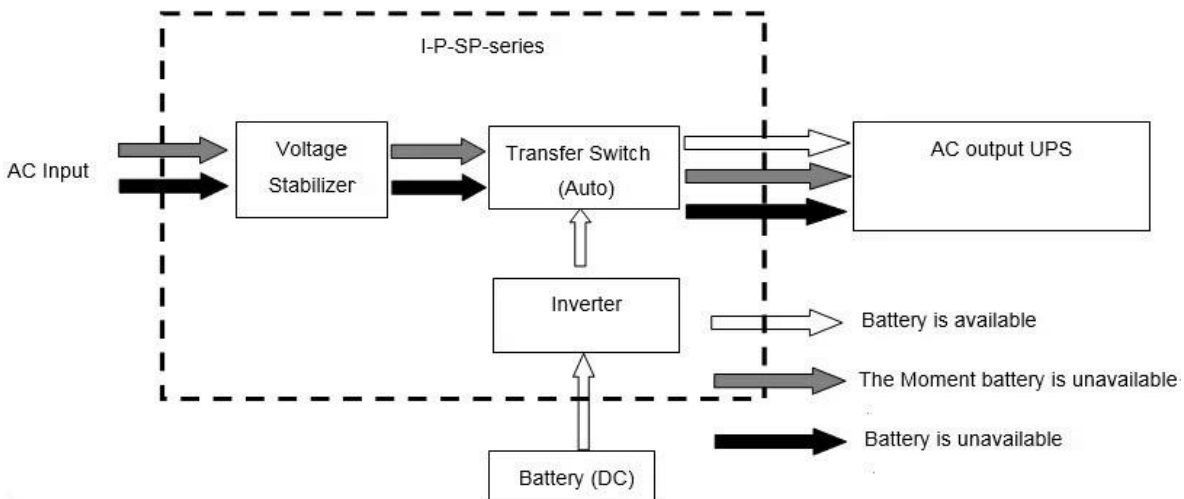 I-P-SP-series
AC Input
Voltage
Stabilizer
Transfer Switch
(Auto)
AC output UPS
Inverter
Battery is available
The Moment battery is unavailable
Battery is unavailable
Battery (DC)